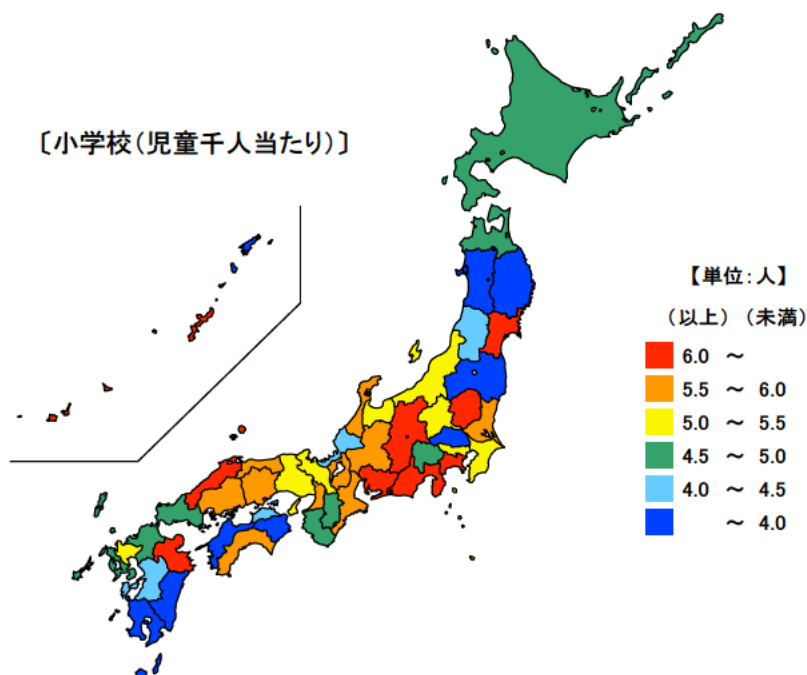 〔小学校(児童千人当たり)〕
【単位:人】
(以上) (未満)
6.0 ～
5.5 ～ 6.0
5.0 ～ 5.5
4.5 ～ 5.0
4.0 ～ 4.5
～ 4.0